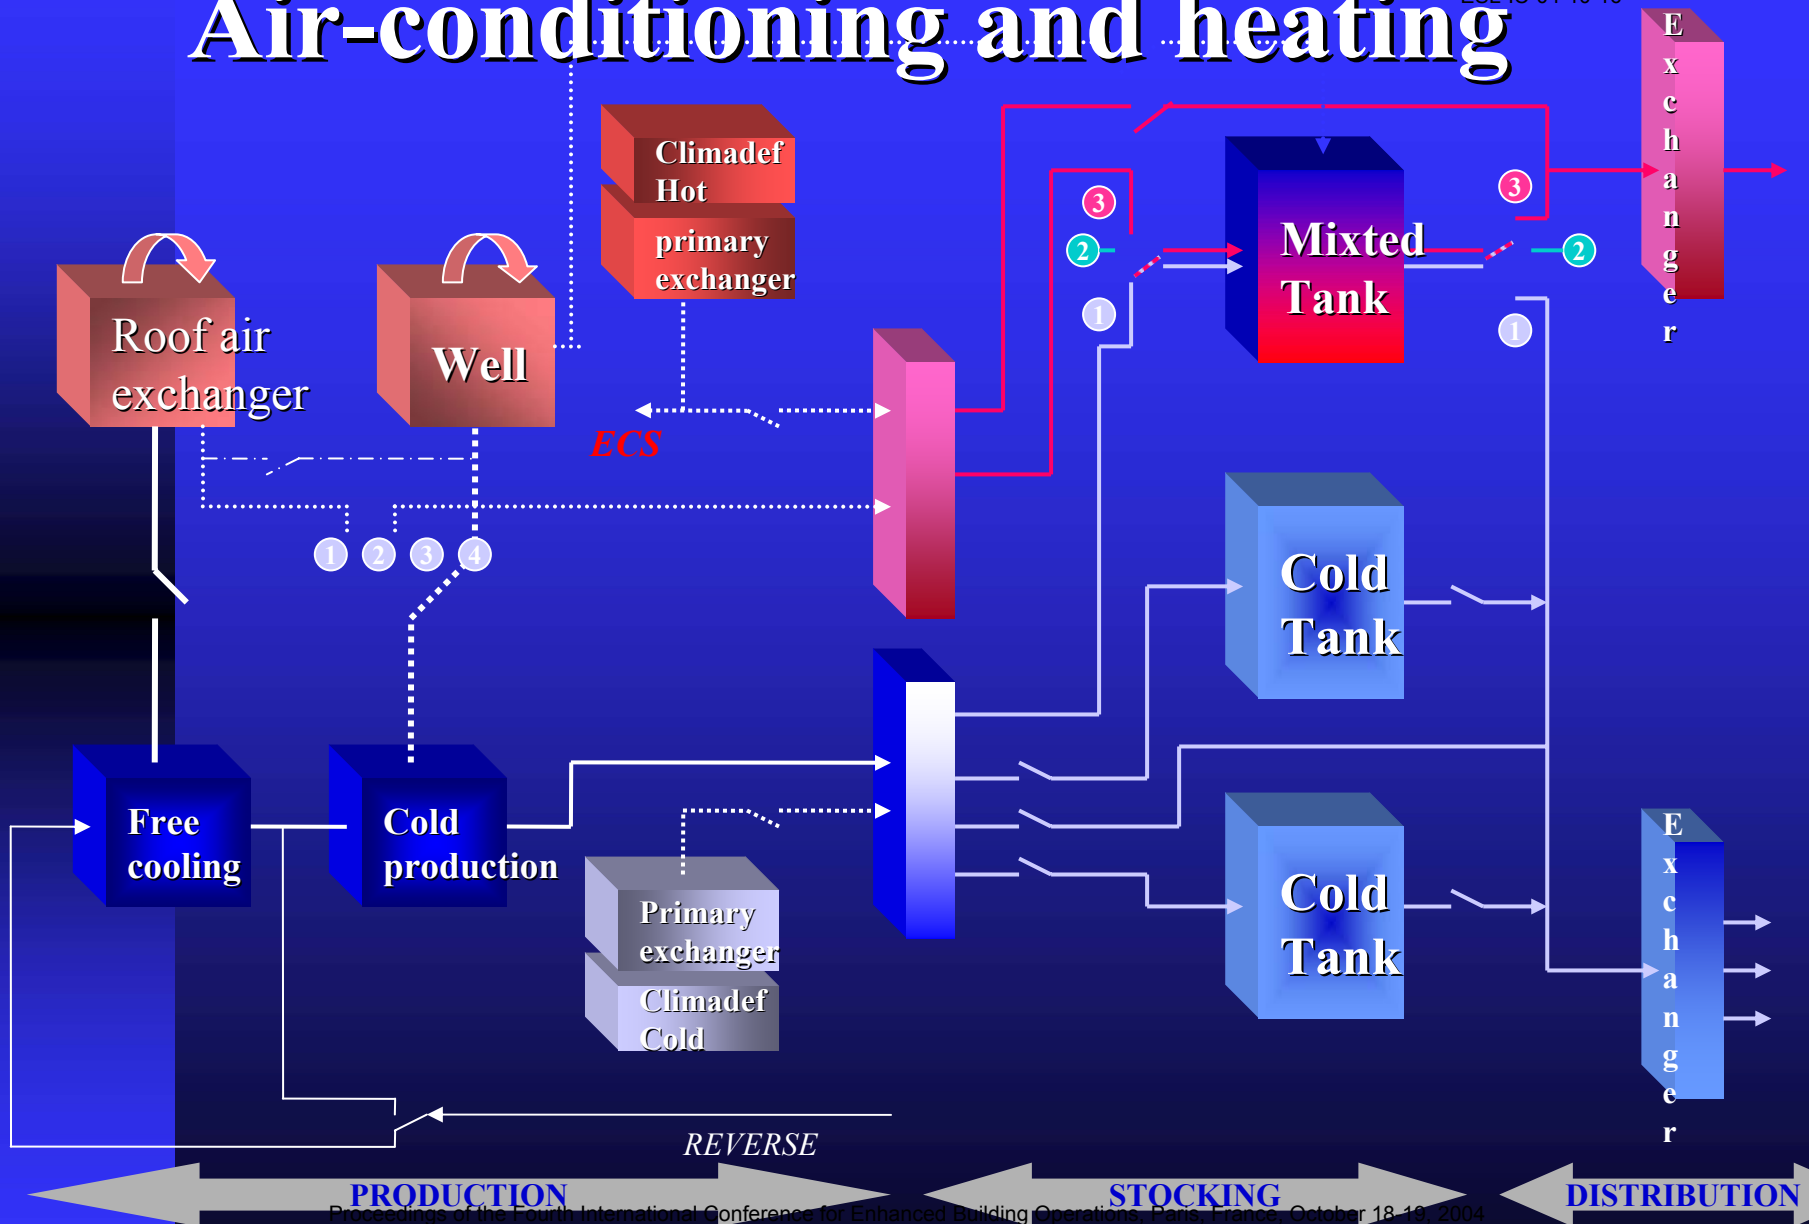 Air-conditioning and heating
Exchanger
Climadef
Hot
primary
exchanger
3
3
2
2
1
1
Mixted
Tank
Roof air
exchanger
Well
ECS
1 2 3 4
Cold
Tank
Free
cooling
Cold
production
Primary
exchanger
Climadef
Cold
Cold
Tank
Exchanger
REVERSE
PRODUCTION
STOCKING
DISTRIBUTION
Proceedings of the Fourth International Conference for Enhanced Building Operations, Paris, France, October 18-19, 2004